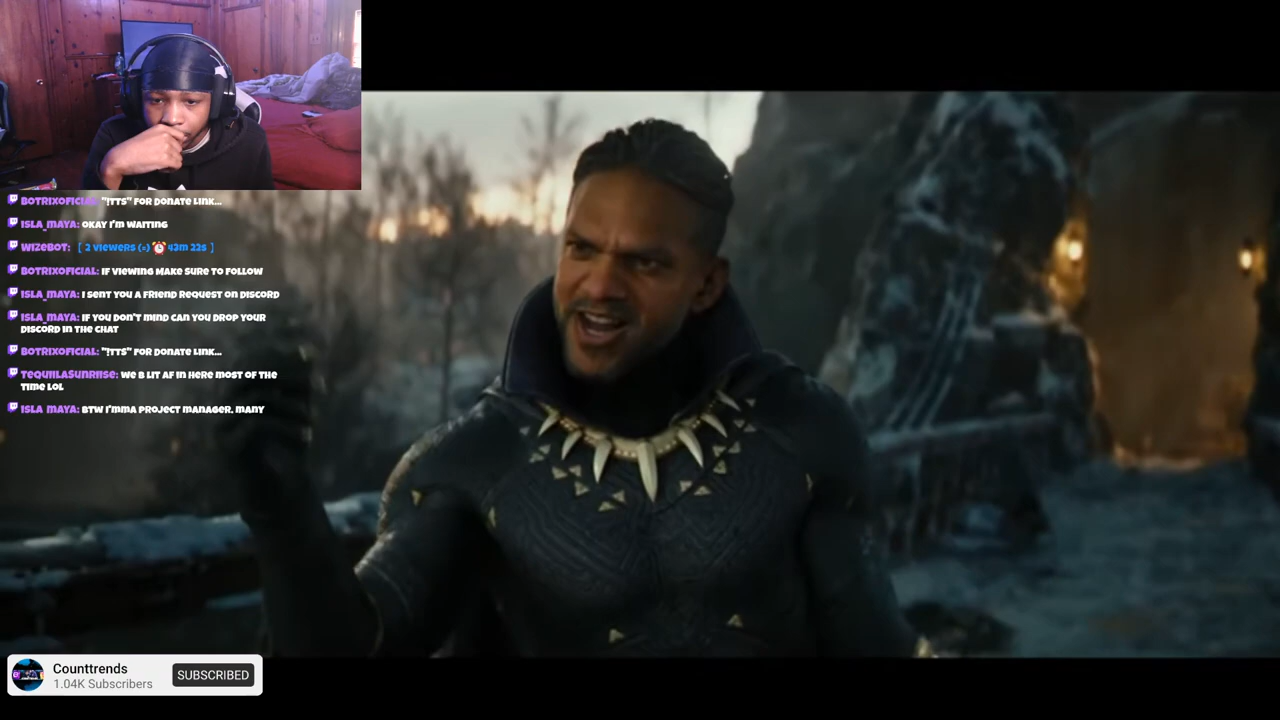 BOTRIXOFICIAL: "!TTS" FOR DONATE LINK...
ISLA_MAYA: OKAY I'M WAITING
WIZEBOT: [ 2 VIEWERS (=) ⏰ 43M 22S ]
BOTRIXOFICIAL: IF VIEWING MAKE SURE TO FOLLOW
ISLA_MAYA: I SENT YOU A FRIEND REQUEST ON DISCORD
ISLA_MAYA: IF YOU DON'T MIND CAN YOU DROP YOUR
DISCORD IN THE CHAT
BOTRIXOFICIAL: "!TTS" FOR DONATE LINK...
TEQUIILASUNRIISE: WE B LIT AF IN HERE MOST OF THE
TIME LOL
ISLA_MAYA: BTW I'MMA PROJECT MANAGER. MANY
Counttrends
1.04K Subscribers
SUBSCRIBED